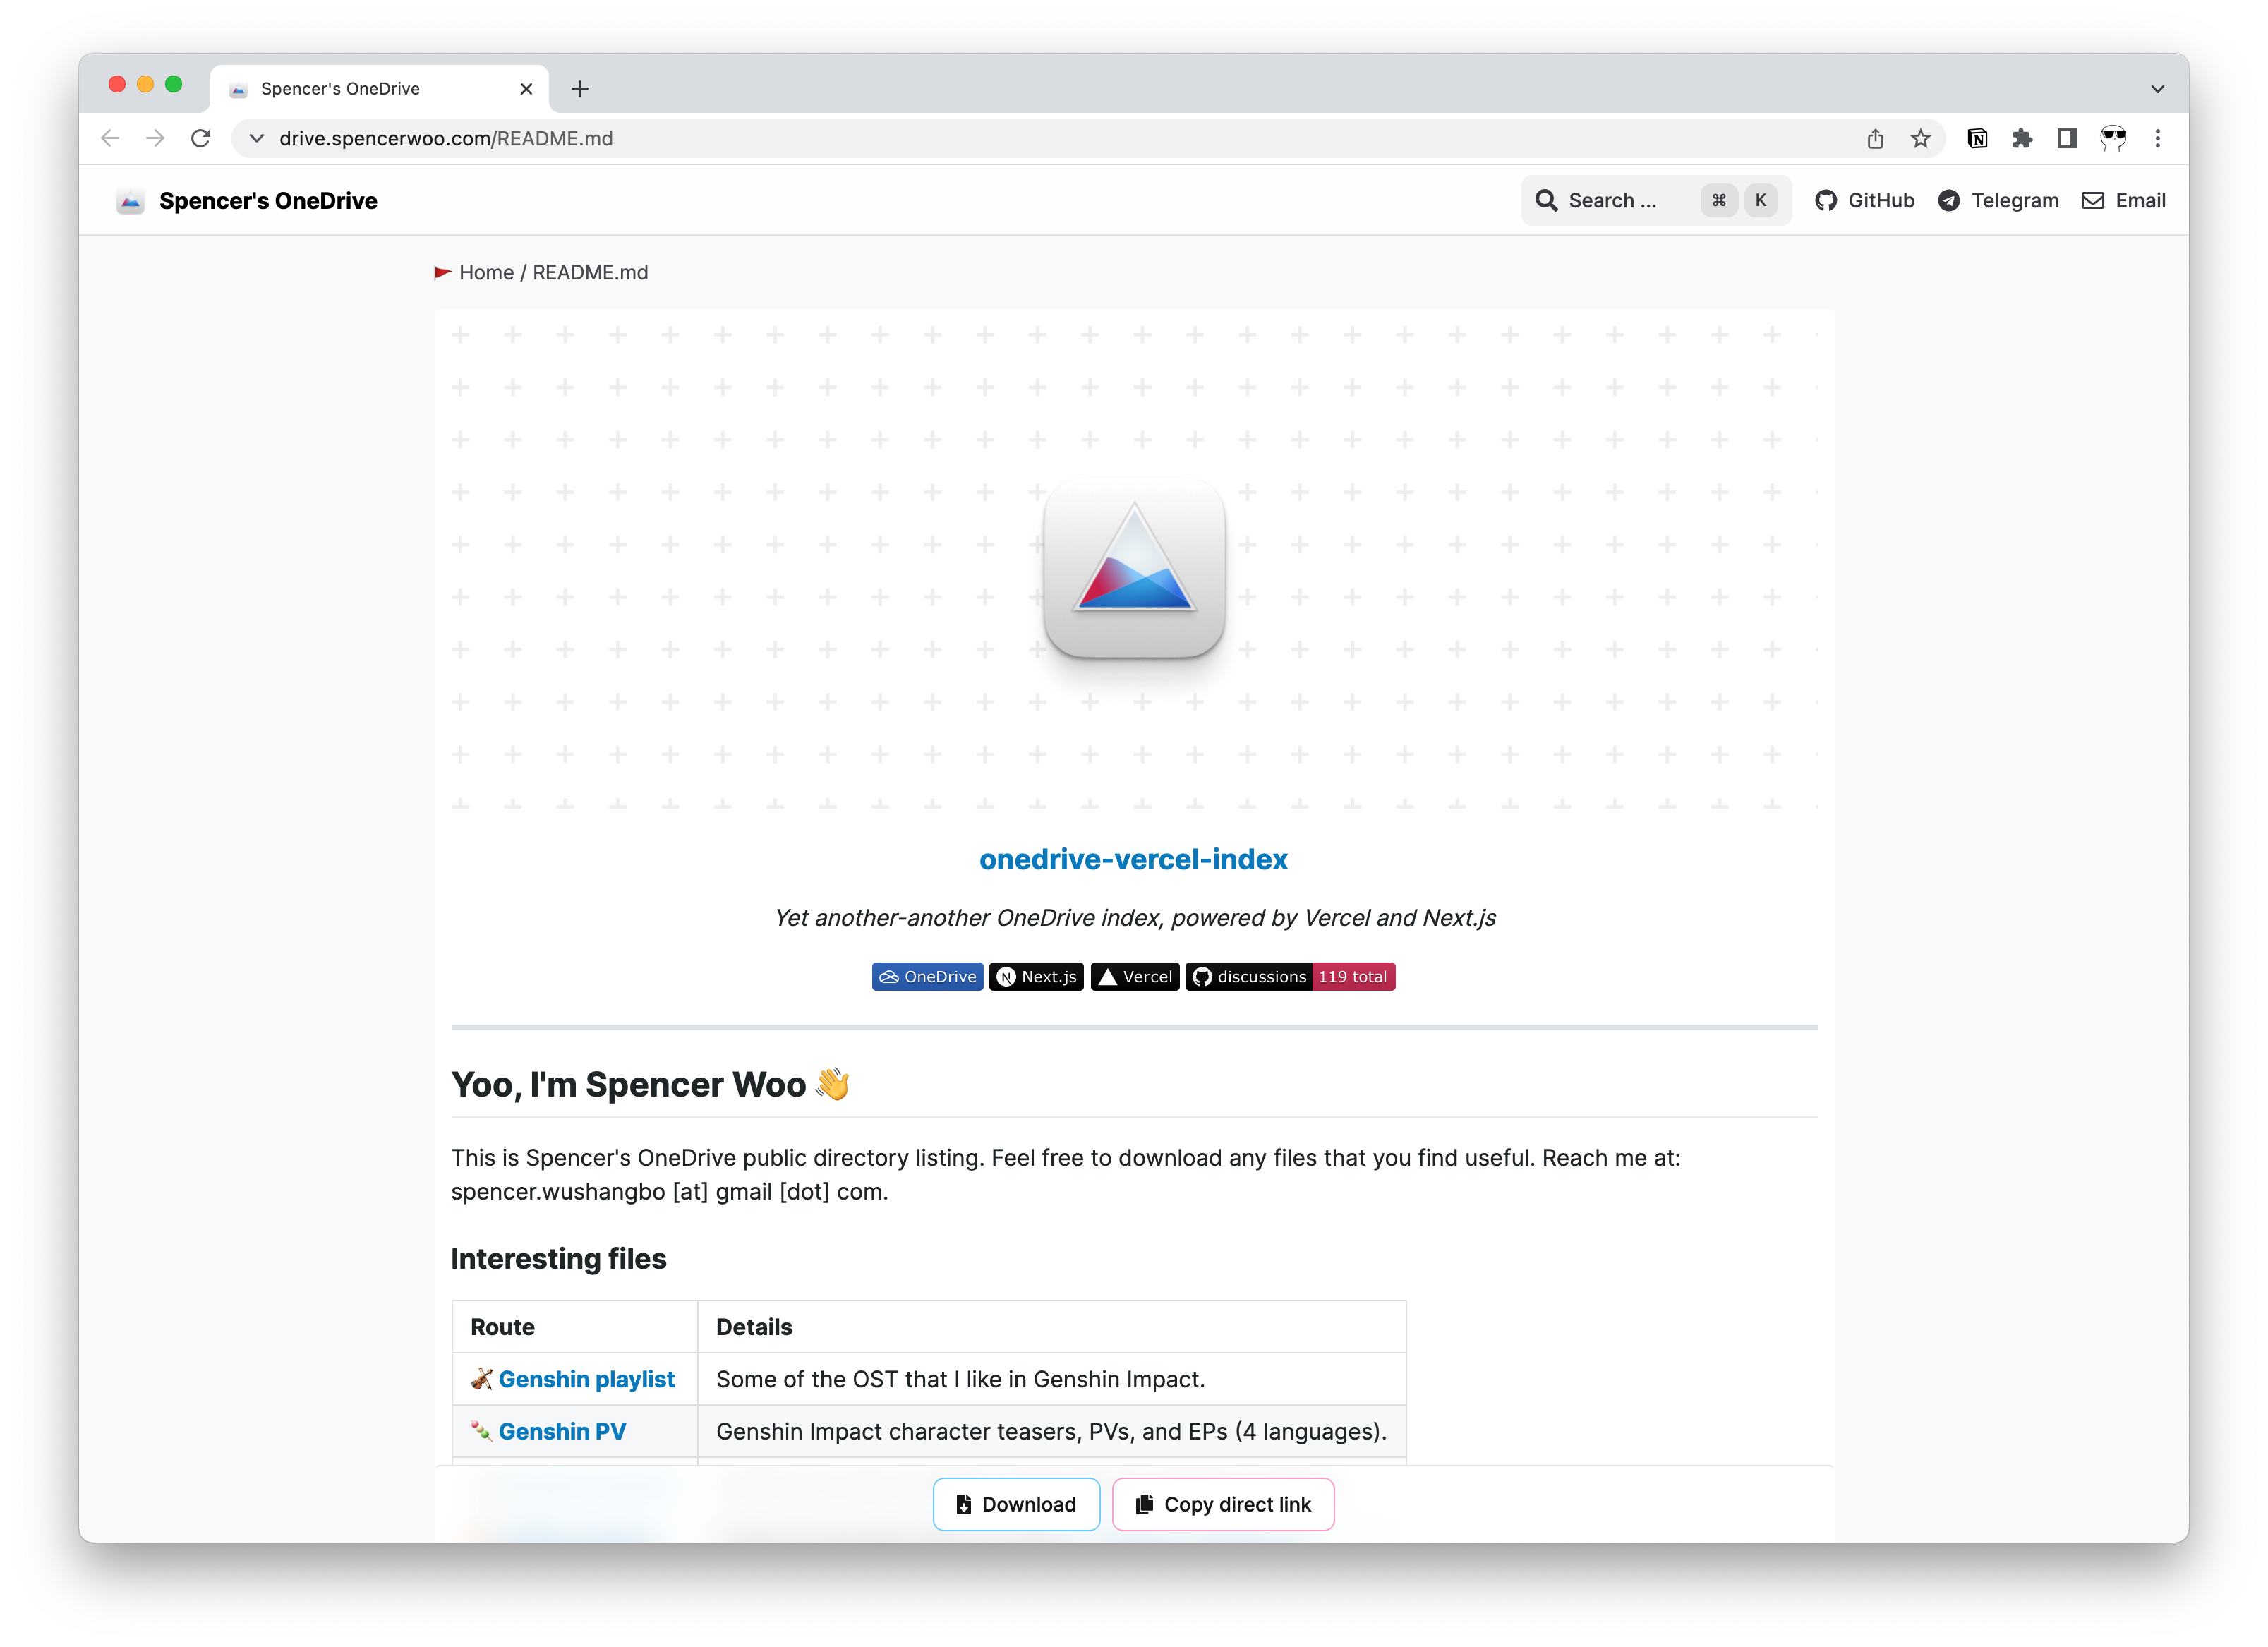 Spencer's OneDrive
drive.spencerwoo.com/README.md
Spencer's OneDrive
Search ... ⌘ K GitHub Telegram Email
Home / README.md
onedrive-vercel-index
Yet another-another OneDrive index, powered by Vercel and Next.js
OneDrive N Next.js Vercel discussions 119 total
Yoo, I'm Spencer Woo 👋
This is Spencer's OneDrive public directory listing. Feel free to download any files that you find useful. Reach me at:
spencer.wushangbo [at] gmail [dot] com.
Interesting files
Route Details
🎻 Genshin playlist Some of the OST that I like in Genshin Impact.
🍡 Genshin PV Genshin Impact character teasers, PVs, and EPs (4 languages).
Download Copy direct link